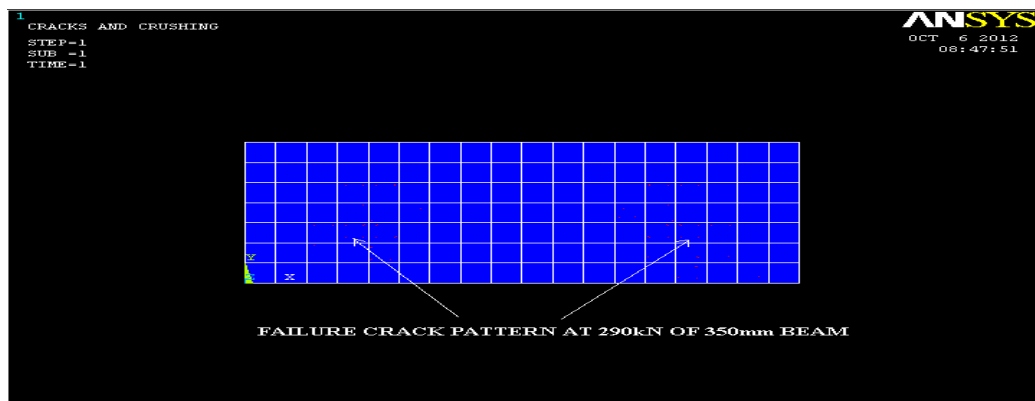 1
CRACKS AND CRUSHING
STEP=1
SUB =1
TIME=1
ANSYS
OCT 6 2012
08:47:51
Y
X
FAILURE CRACK PATTERN AT 290kN OF 350mm BEAM